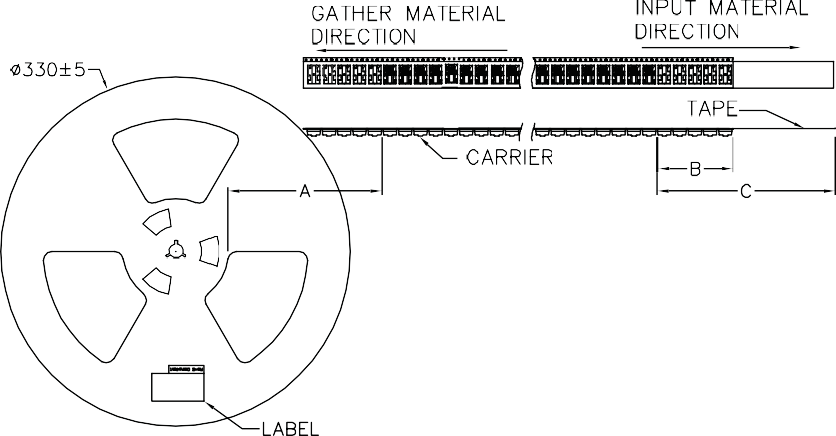 GATHER MATERIAL
DIRECTION
INPUT MATERIAL
DIRECTION
ø330±5
TAPE
CARRIER
A
B
C
LABEL